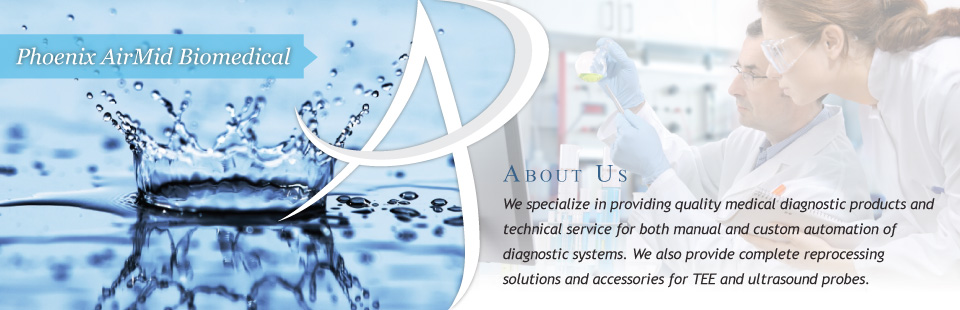 Phoenix AirMid Biomedical
About Us
We specialize in providing quality medical diagnostic products and
technical service for both manual and custom automation of
diagnostic systems. We also provide complete reprocessing
solutions and accessories for TEE and ultrasound probes.